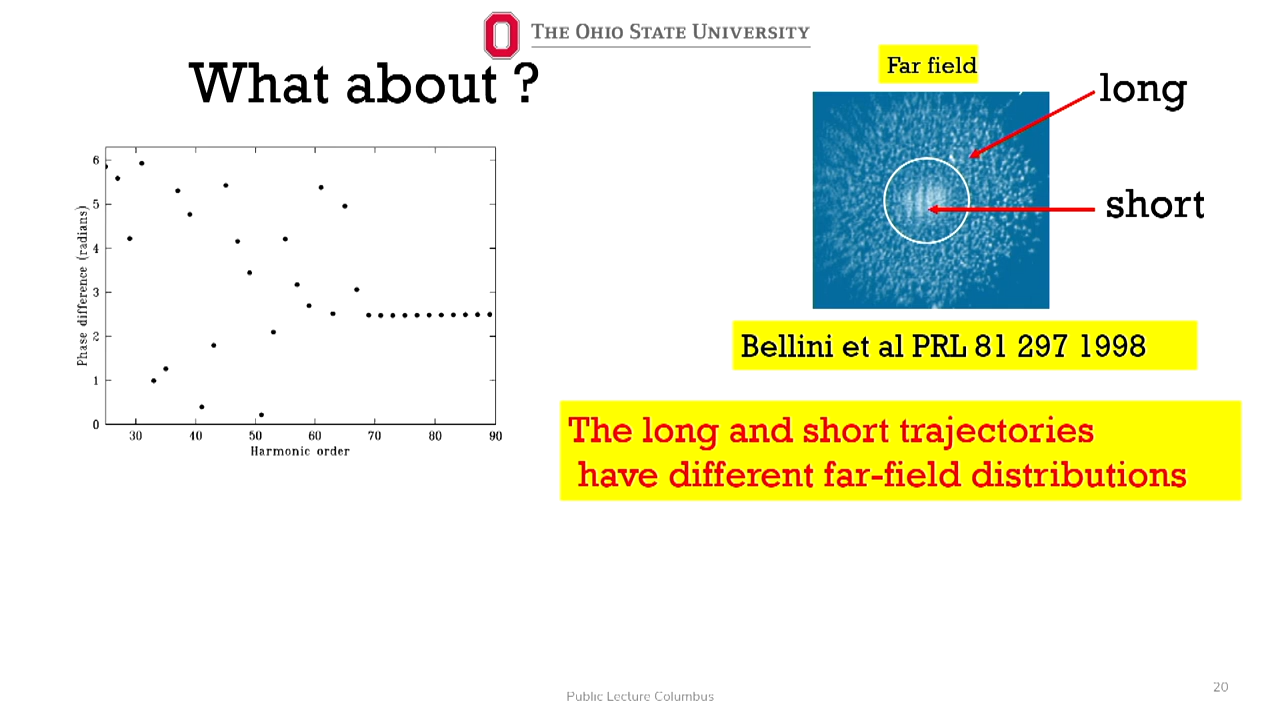 THE OHIO STATE UNIVERSITY
What about ?
Far field
long
short
6
5
4
3
2
1
0
Phase difference (radians)
30 40 50 60 70 80 90
Harmonic order
Bellini et al PRL 81 297 1998
The long and short trajectories
have different far-field distributions
Public Lecture Columbus
20